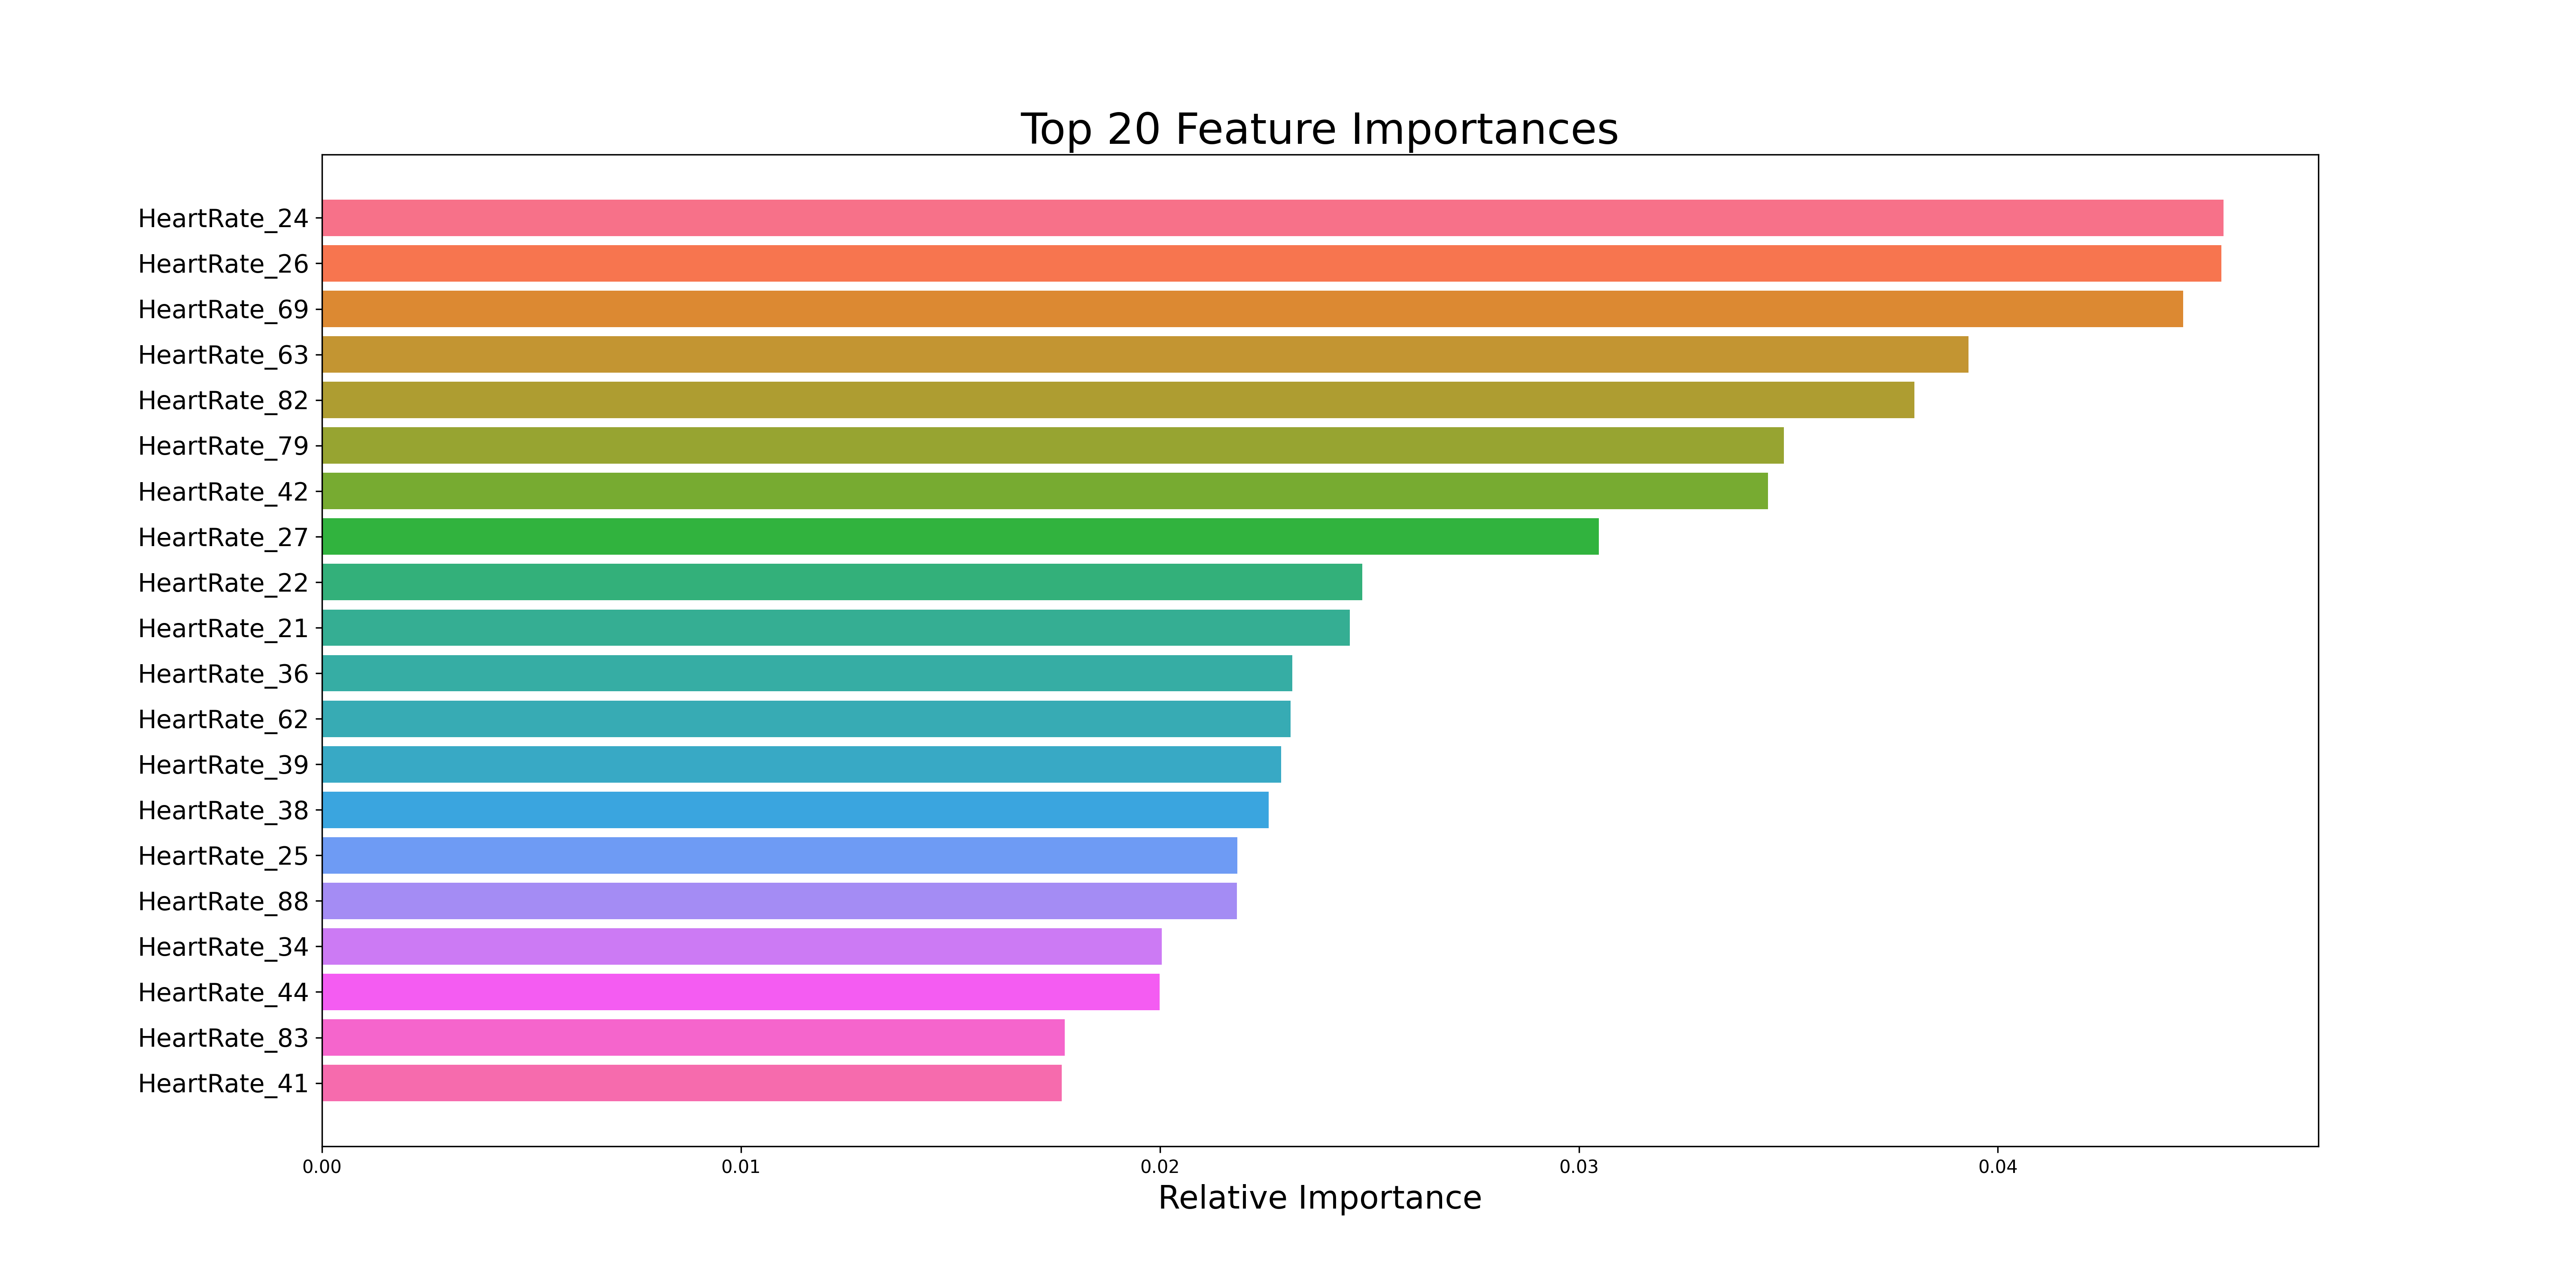 Top 20 Feature Importances
HeartRate_24
HeartRate_26
HeartRate_69
HeartRate_63
HeartRate_82
HeartRate_79
HeartRate_42
HeartRate_27
HeartRate_22
HeartRate_21
HeartRate_36
HeartRate_62
HeartRate_39
HeartRate_38
HeartRate_25
HeartRate_88
HeartRate_34
HeartRate_44
HeartRate_83
HeartRate_41
0.00 0.01 0.02 0.03 0.04
Relative Importance